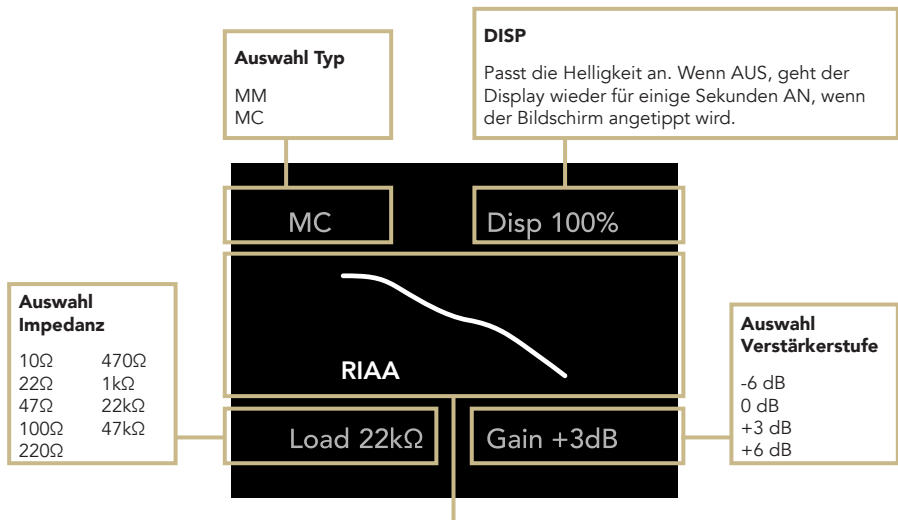 Auswahl Typ
MM
MC
DISP
Passt die Helligkeit an. Wenn AUS, geht der
Display wieder für einige Sekunden AN, wenn
der Bildschirm angetippt wird.
MC
Disp 100%
RIAA
Auswahl
Impedanz
10Ω 470Ω
22Ω 1kΩ
47Ω 22kΩ
100Ω 47kΩ
220Ω
Load 22kΩ
Gain +3dB
Auswahl
Verstärkerstufe
-6 dB
0 dB
+3 dB
+6 dB